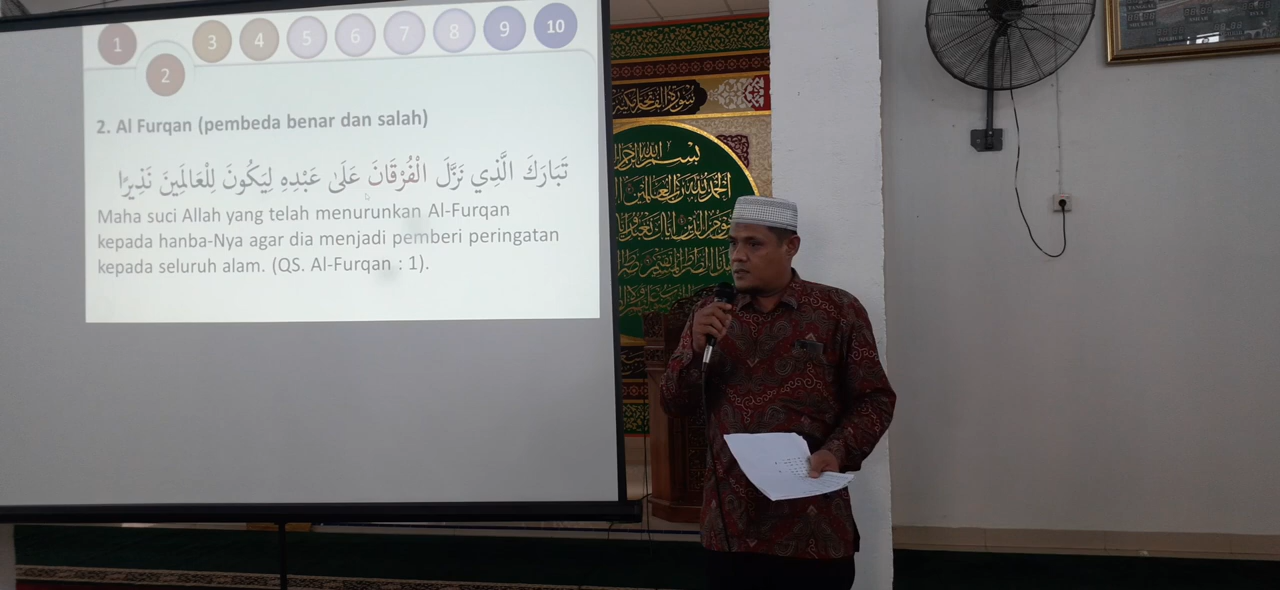 1
2
3
4
5
6
7
8
9
10
2. Al Furqan (pembeda benar dan salah)
تَبَارَكَ الَّذِي نَزَّلَ الْفُرْقَانَ عَلَىٰ عَبْدِهِ لِيَكُونَ لِلْعَالَمِينَ نَذِيرًا
Maha suci Allah yang telah menurunkan Al-Furqan
kepada hanba-Nya agar dia menjadi pemberi peringatan
kepada seluruh alam. (QS. Al-Furqan : 1).
بسم الله
الحمد لله رب العالمين